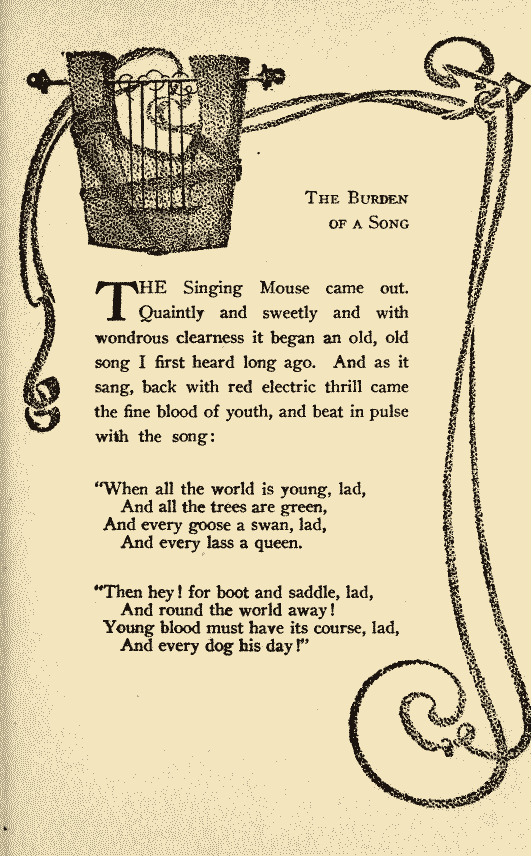 The Burden
of a Song
THE Singing Mouse came out.
Quaintly and sweetly and with
wondrous clearness it began an old, old
song I first heard long ago. And as it
sang, back with red electric thrill came
the fine blood of youth, and beat in pulse
with the song:
“When all the world is young, lad,
And all the trees are green,
And every goose a swan, lad,
And every lass a queen.
“Then hey! for boot and saddle, lad,
And round the world away!
Young blood must have its course, lad,
And every dog his day!”